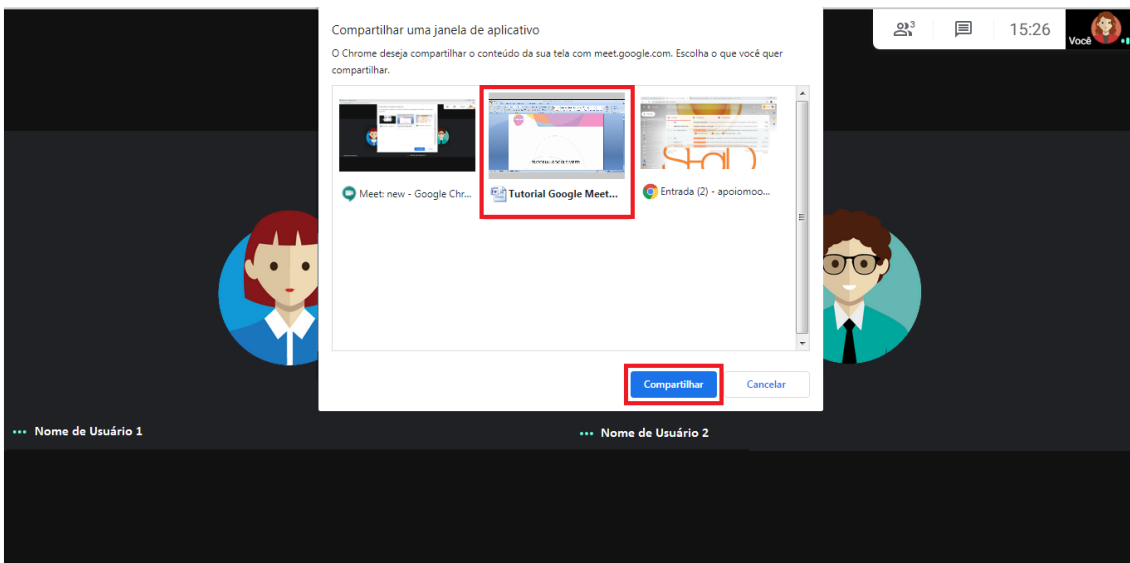 Compartilhar uma janela de aplicativo
O Chrome deseja compartilhar o conteúdo da sua tela com meet.google.com. Escolha o que você quer
compartilhar.
3
15:26
Você
Meet: new - Google Chr...
Tutorial Google Meet...
Entrada (2) - apoiomoo...
Compartilhar
Cancelar
Nome de Usuário 1
Nome de Usuário 2